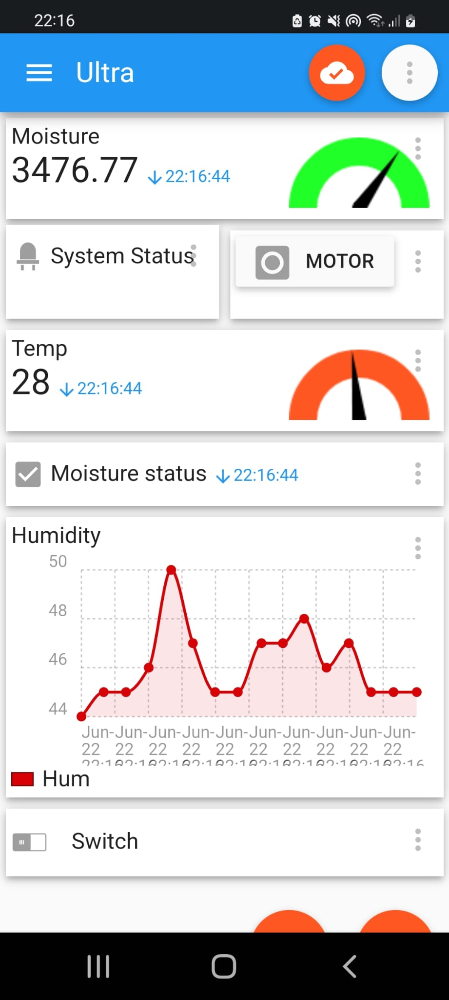 22:16
Ultra
Moisture
3476.77 ↓22:16:44
System Status
MOTOR
Temp
28 ↓22:16:44
Moisture status ↓22:16:44
Humidity
50
48
46
44
Jun- Jun- Jun- Jun- Jun- Jun- Jun- Jun- Jun- Jun-
22 22 22 22 22 22 22 22 22 22
Hum
Switch